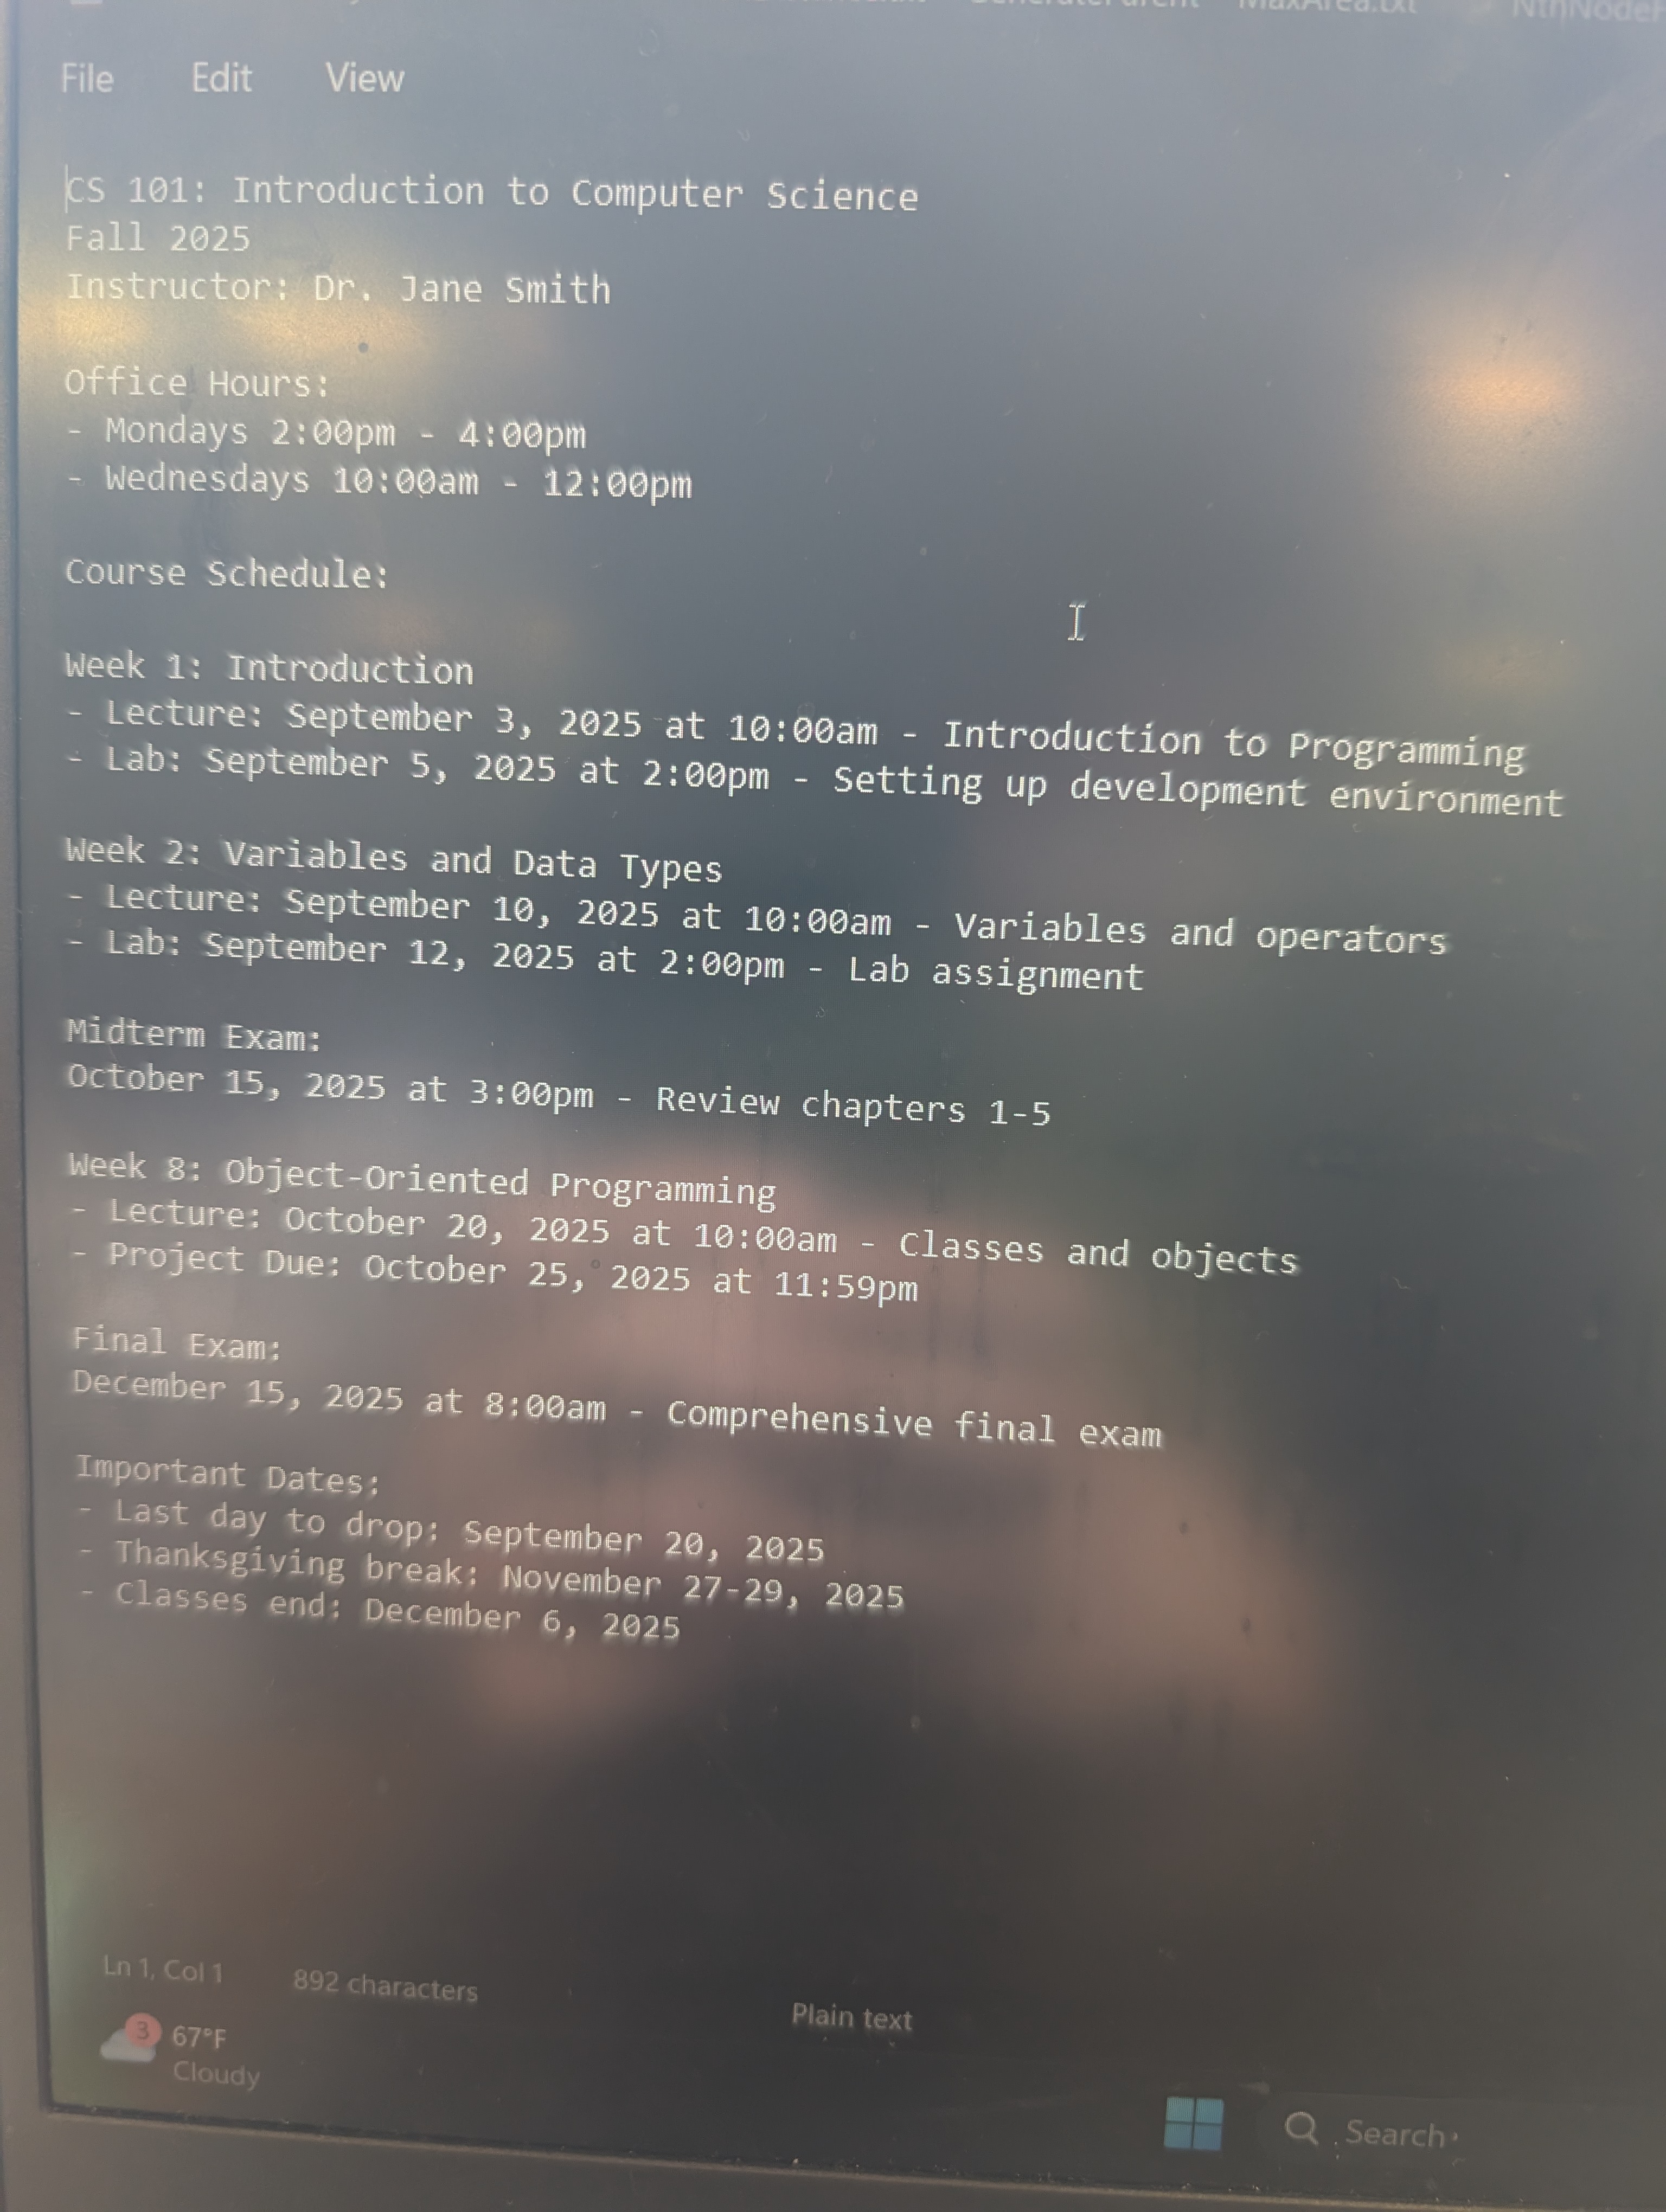 MaxArea.txt
File Edit View
CS 101: Introduction to Computer Science
Fall 2025
Instructor: Dr. Jane Smith
Office Hours:
- Mondays 2:00pm - 4:00pm
- Wednesdays 10:00am - 12:00pm
Course Schedule:
Week 1: Introduction
- Lecture: September 3, 2025 at 10:00am - Introduction to Programming
- Lab: September 5, 2025 at 2:00pm - Setting up development environment
Week 2: Variables and Data Types
- Lecture: September 10, 2025 at 10:00am - Variables and operators
- Lab: September 12, 2025 at 2:00pm - Lab assignment
Midterm Exam:
October 15, 2025 at 3:00pm - Review chapters 1-5
Week 8: Object-Oriented Programming
- Lecture: October 20, 2025 at 10:00am - Classes and objects
- Project Due: October 25, 2025 at 11:59pm
Final Exam:
December 15, 2025 at 8:00am - Comprehensive final exam
Important Dates:
- Last day to drop: September 20, 2025
- Thanksgiving break: November 27-29, 2025
- Classes end: December 6, 2025
Ln 1, Col 1 892 characters Plain text
3 67°F
Cloudy
Search